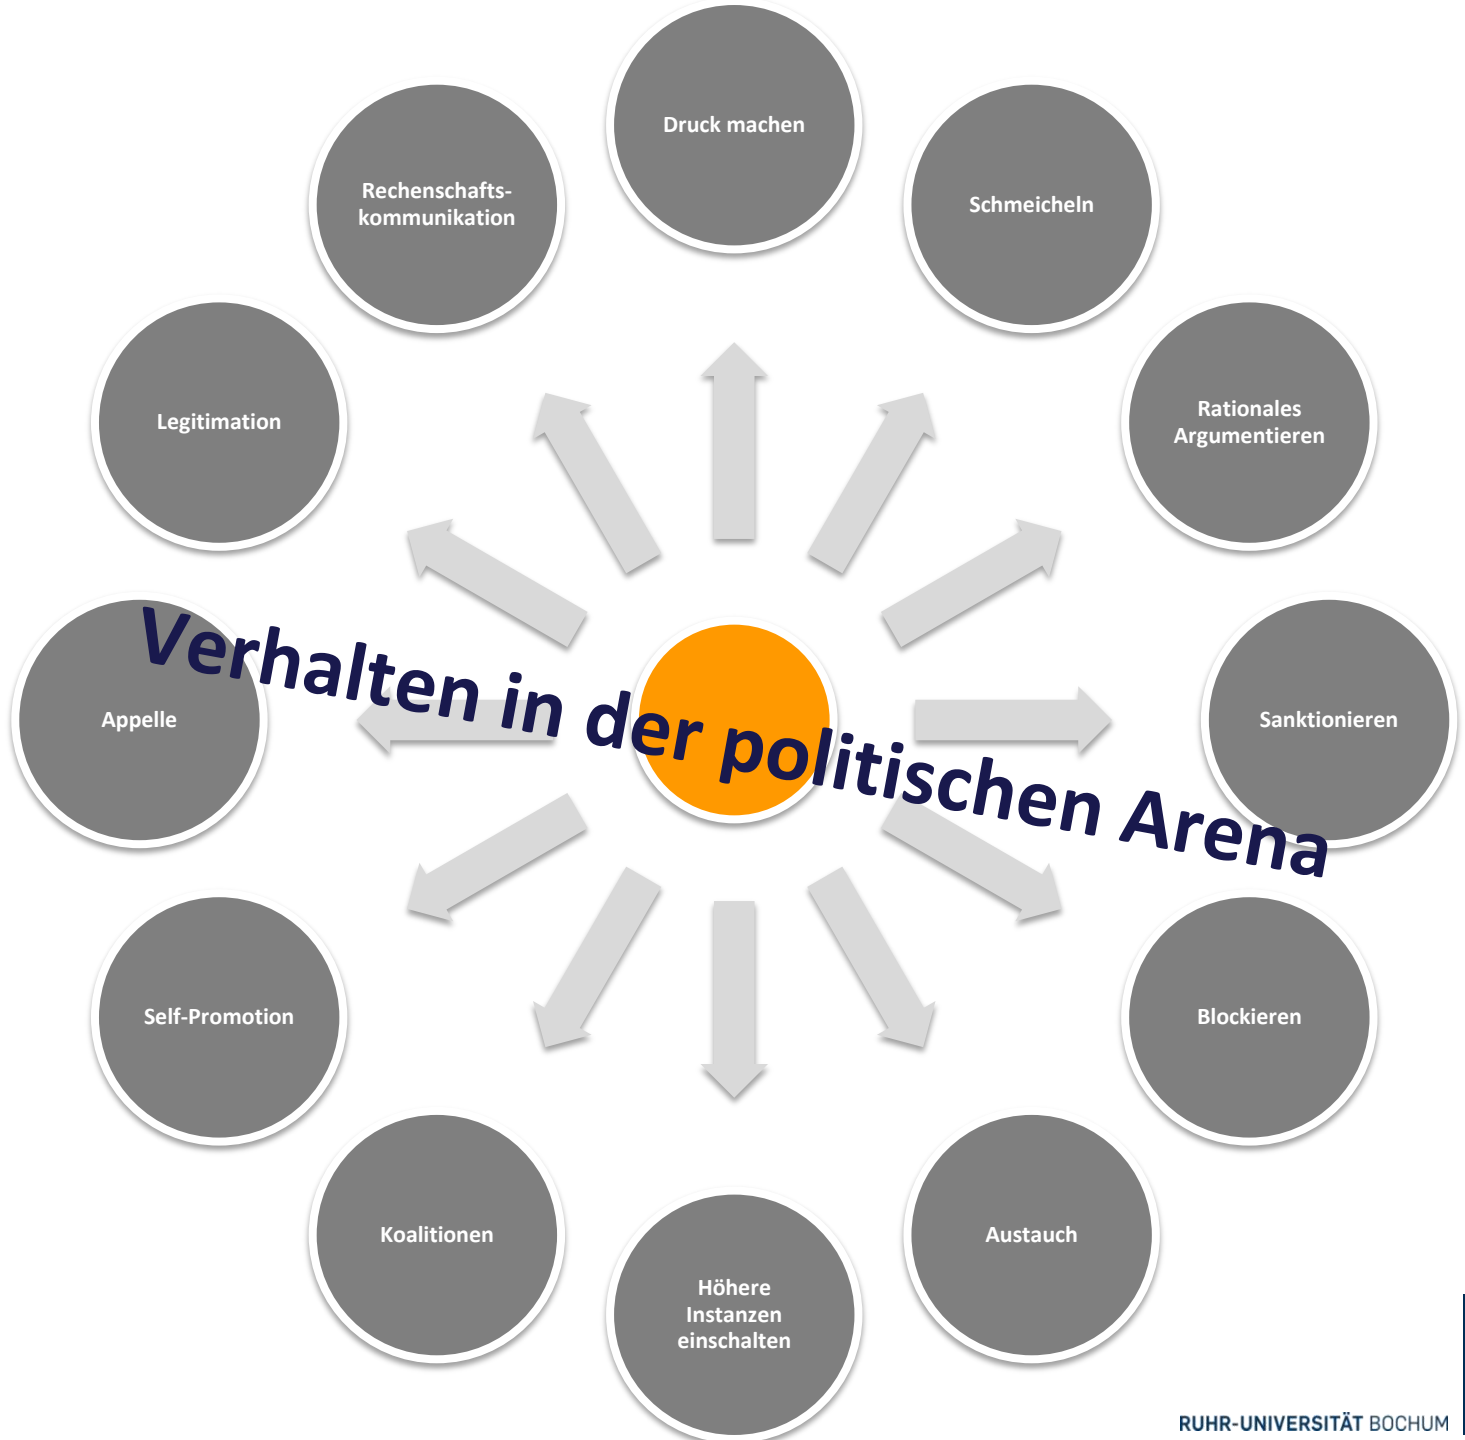 Druck machen
Schmeicheln
Rationales
Argumentieren
Sanktionieren
Blockieren
Austauch
Höhere
Instanzen
einschalten
Koalitionen
Self-Promotion
Appelle
Legitimation
Rechenschafts-
kommunikation
Verhalten in der politischen Arena
RUHR-UNIVERSITÄT BOCHUM